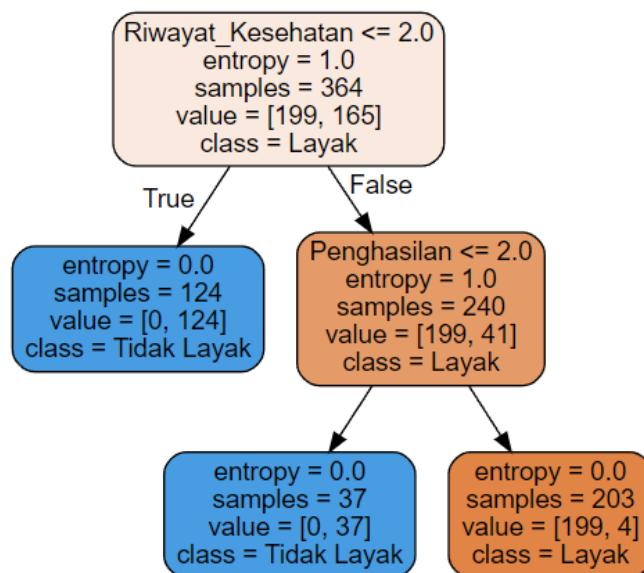 Riwayat_Kesehatan <= 2.0
entropy = 1.0
samples = 364
value = [199, 165]
class = Layak
True
False
entropy = 0.0
samples = 124
value = [0, 124]
class = Tidak Layak
Penghasilan <= 2.0
entropy = 1.0
samples = 240
value = [199, 41]
class = Layak
entropy = 0.0
samples = 37
value = [0, 37]
class = Tidak Layak
entropy = 0.0
samples = 203
value = [199, 4]
class = Layak